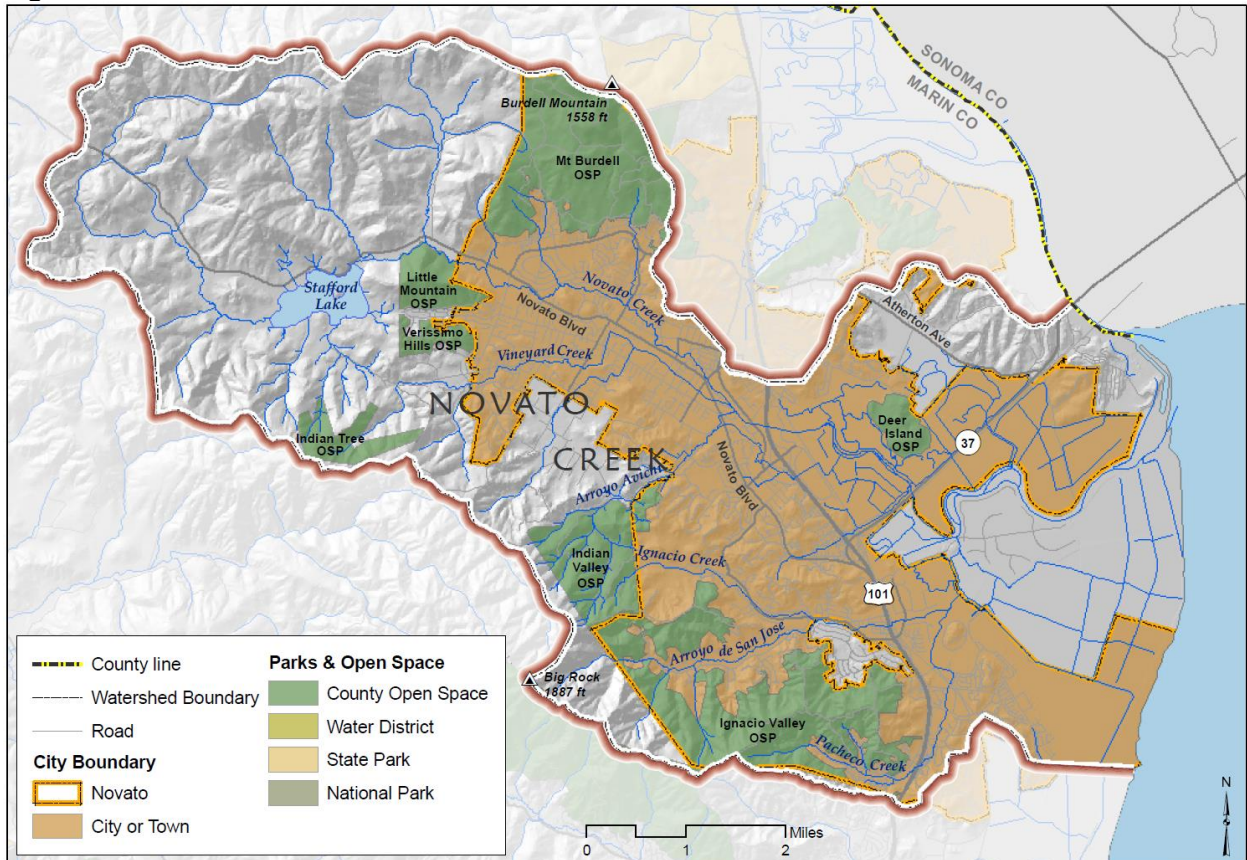 SONOMA CO
MARIN CO
Burdell Mountain
1558 ft
Mt Burdell
OSP
Little
Mountain
OSP
Stafford
Lake
Verissimo
Hills OSP
Novato Creek
Novato Blvd
Atherton Ave
Vineyard Creek
NOVATO
CREEK
Deer
Island
OSP
37
Indian Tree
OSP
Novato Blvd
Arroyo Avichi
Indian
Valley
OSP
Ignacio Creek
101
Arroyo de San Jose
Big Rock
1887 ft
Ignacio Valley
OSP
Pacheco Creek
County line
Watershed Boundary
Road
City Boundary
Novato
City or Town
Parks & Open Space
County Open Space
Water District
State Park
National Park
0 1 2 Miles
N